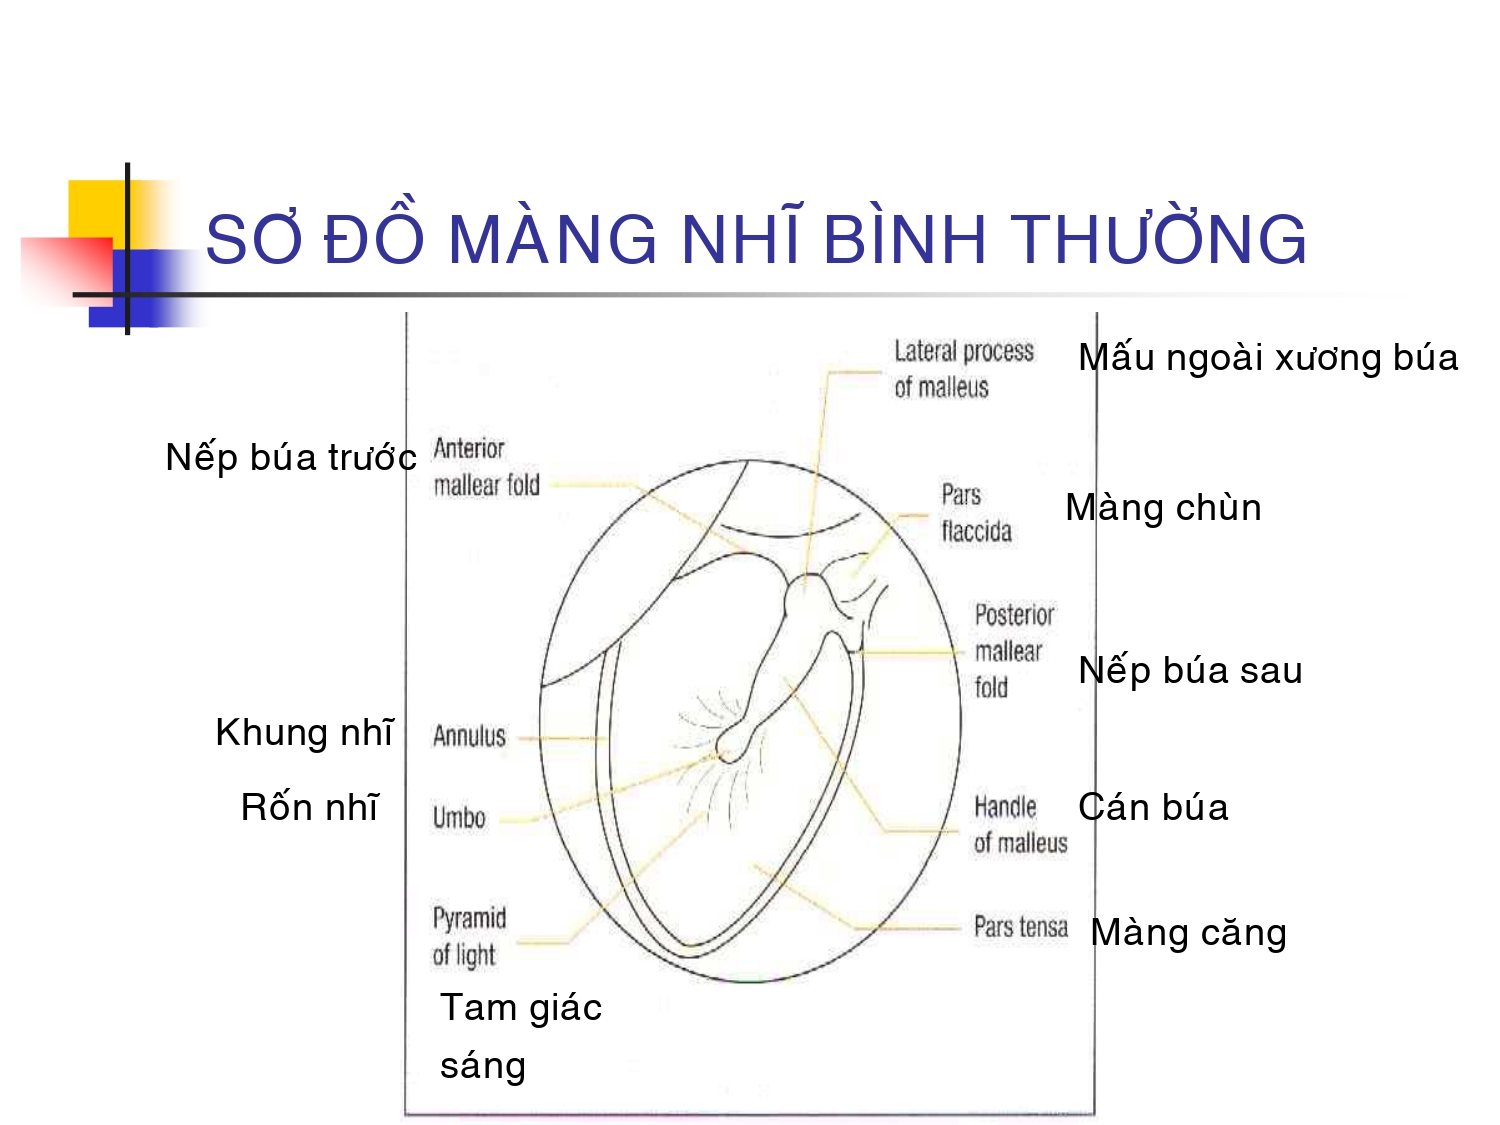 SƠ ĐỒ MÀNG NHĨ BÌNH THƯỜNG
Lateral process
of malleus
Mấu ngoài xương búa
Nếp búa trước
Anterior
mallear fold
Pars
flaccida
Màng chùn
Posterior
mallear
fold
Nếp búa sau
Khung nhĩ
Annulus
Rốn nhĩ
Umbo
Handle
of malleus
Cán búa
Pyramid
of light
Pars tensa
Màng căng
Tam giác
sáng